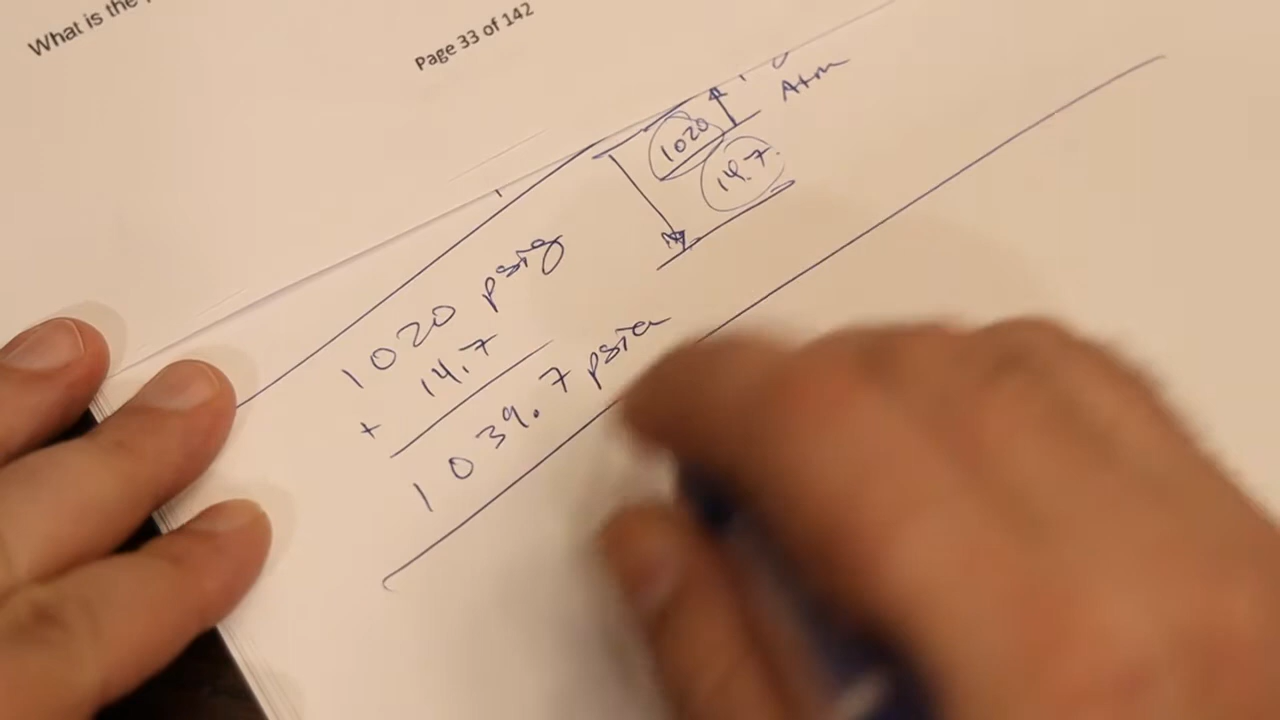 What is the
Page 33 of 142
Atm
1020
14.7
1020 psig
+ 14.7
1039.7 psia